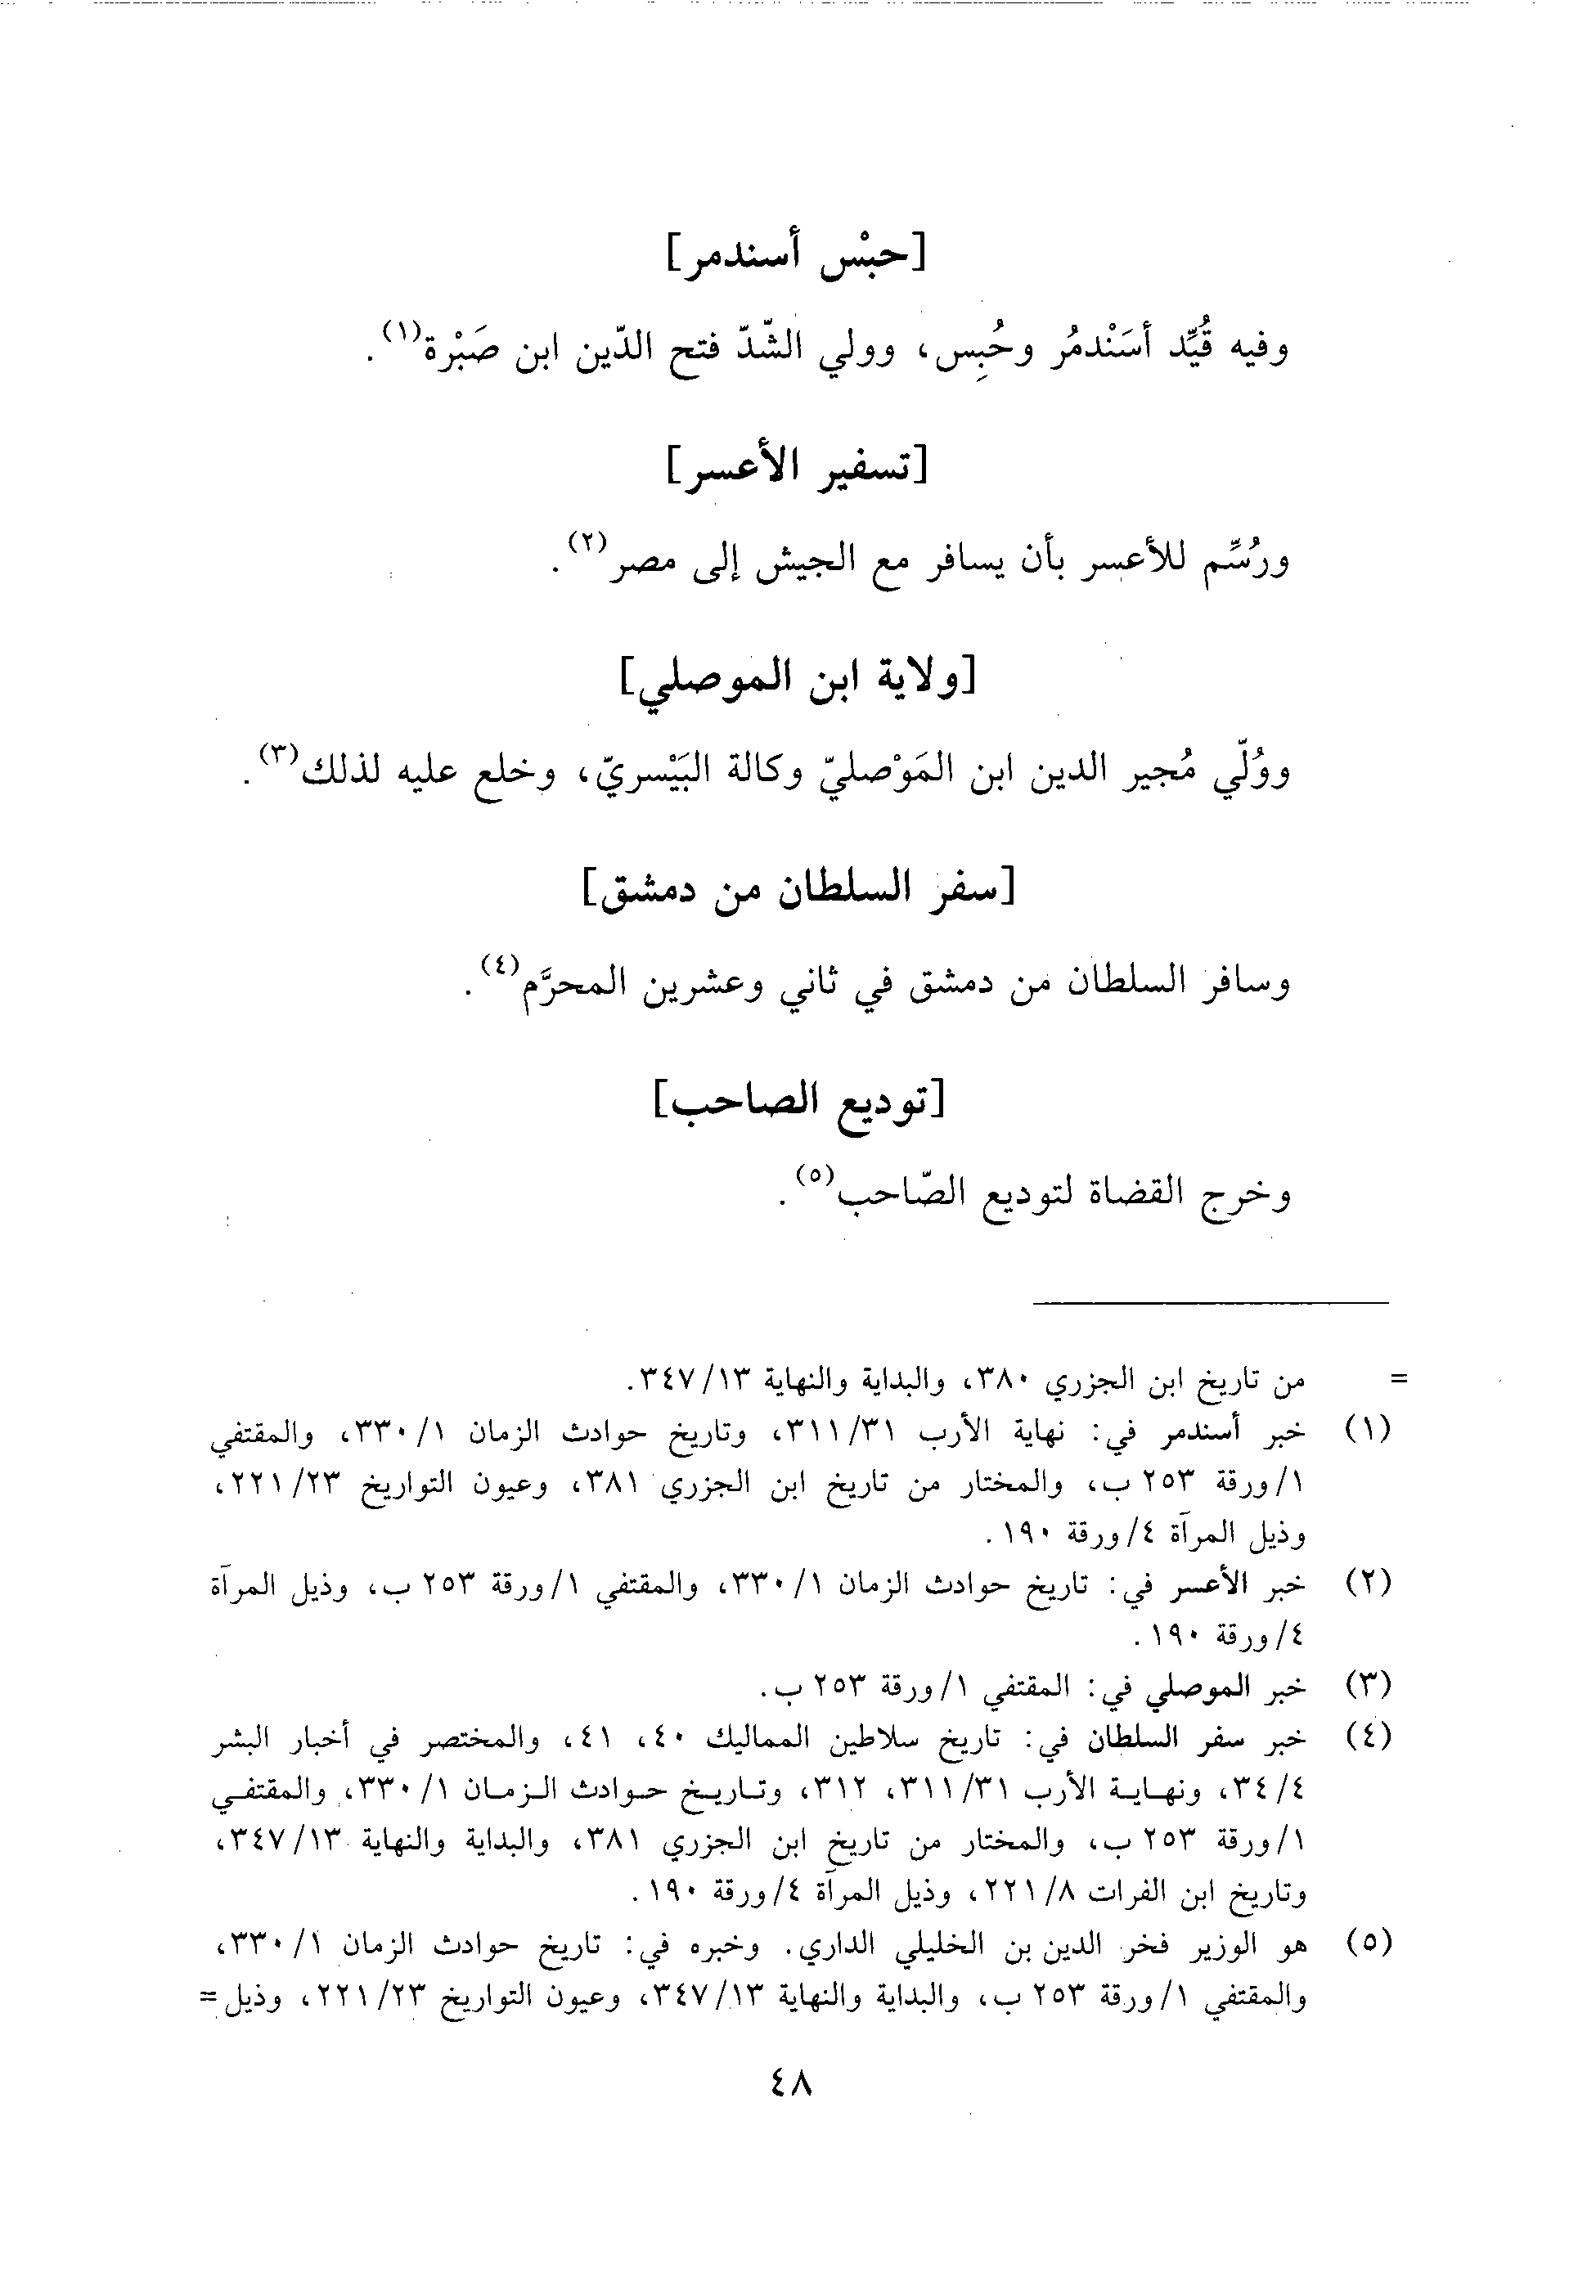 [حبْس أسندمر]
وفيه قُيِّد أسَنْدمُر وحُبِس، وولي الشّدّ فتح الدّين ابن صَبْرة(١).
[تسفير الأعسر]
ورُسِّم للأعسر بأن يسافر مع الجيش إلى مصر(٢).
[ولاية ابن الموصلي]
ووُلّي مُجير الدين ابن المَوْصليّ وكالة البَيْسريّ، وخلع عليه لذلك(٣).
[سفر السلطان من دمشق]
وسافر السلطان من دمشق في ثاني وعشرين المحرَّم(٤).
[توديع الصاحب]
وخرج القضاة لتوديع الصّاحب(٥).
= من تاريخ ابن الجزري ٣٨٠، والبداية والنهاية ٣٤٧/١٣.
(١) خبر أسندمر في: نهاية الأرب ٣١١/٣١، وتاريخ حوادث الزمان ٣٣٠/١، والمقتفي
١/ورقة ٢٥٣ ب، والمختار من تاريخ ابن الجزري ٣٨١، وعيون التواريخ ٢٢١/٢٣،
وذيل المرآة ٤/ورقة ١٩٠.
(٢) خبر الأعسر في: تاريخ حوادث الزمان ٣٣٠/١، والمقتفي ١/ورقة ٢٥٣ ب، وذيل المرآة
٤/ورقة ١٩٠.
(٣) خبر الموصلي في: المقتفي ١/ورقة ٢٥٣ ب.
(٤) خبر سفر السلطان في: تاريخ سلاطين المماليك ٤٠، ٤١، والمختصر في أخبار البشر
٣٤/٤، ونهاية الأرب ٣١١/٣١، ٣١٢، وتاريخ حوادث الزمان ٣٣٠/١، والمقتفي
١/ورقة ٢٥٣ ب، والمختار من تاريخ ابن الجزري ٣٨١، والبداية والنهاية ٣٤٧/١٣،
وتاريخ ابن الفرات ٢٢١/٨، وذيل المرآة ٤/ورقة ١٩٠.
(٥) هو الوزير فخر الدين بن الخليلي الداري. وخبره في: تاريخ حوادث الزمان ٣٣٠/١،
والمقتفي ١/ورقة ٢٥٣ ب، والبداية والنهاية ٣٤٧/١٣، وعيون التواريخ ٢٢١/٢٣، وذيل =
٤٨